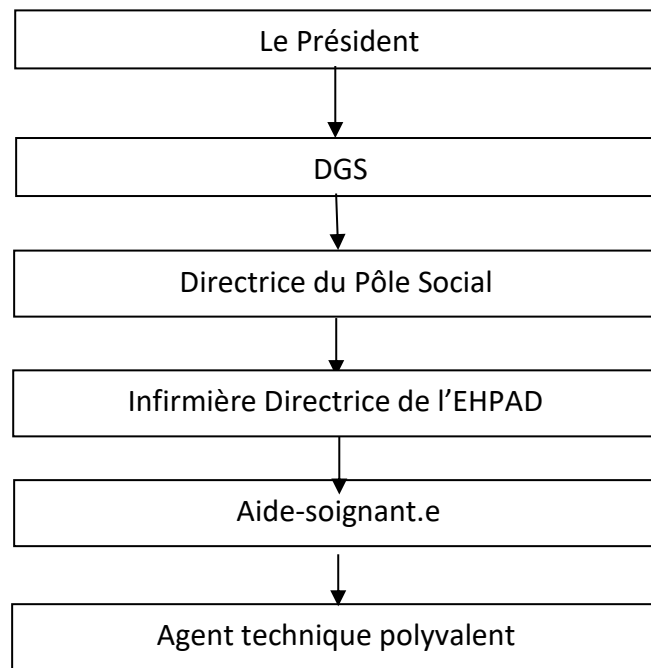 Le Président
DGS
Directrice du Pôle Social
Infirmière Directrice de l’EHPAD
Aide-soignant.e
Agent technique polyvalent